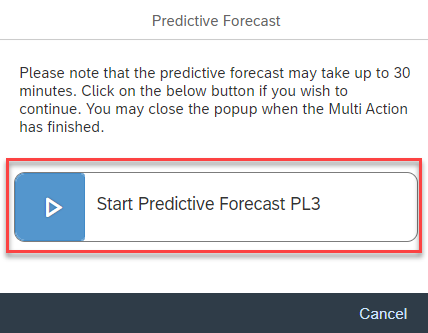 Predictive Forecast
Please note that the predictive forecast may take up to 30
minutes. Click on the below button if you wish to
continue. You may close the popup when the Multi Action
has finished.
Start Predictive Forecast PL3
Cancel